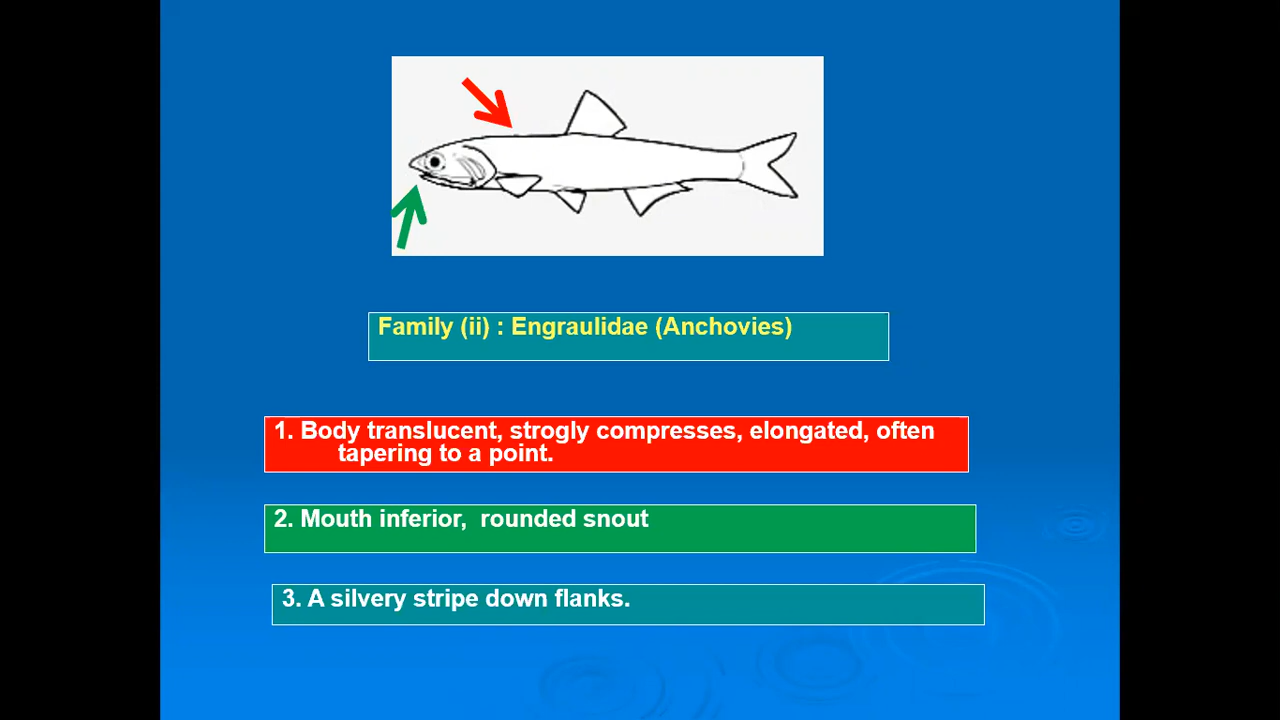 Family (ii) : Engraulidae (Anchovies)
1. Body translucent, strogly compresses, elongated, often
tapering to a point.
2. Mouth inferior, rounded snout
3. A silvery stripe down flanks.